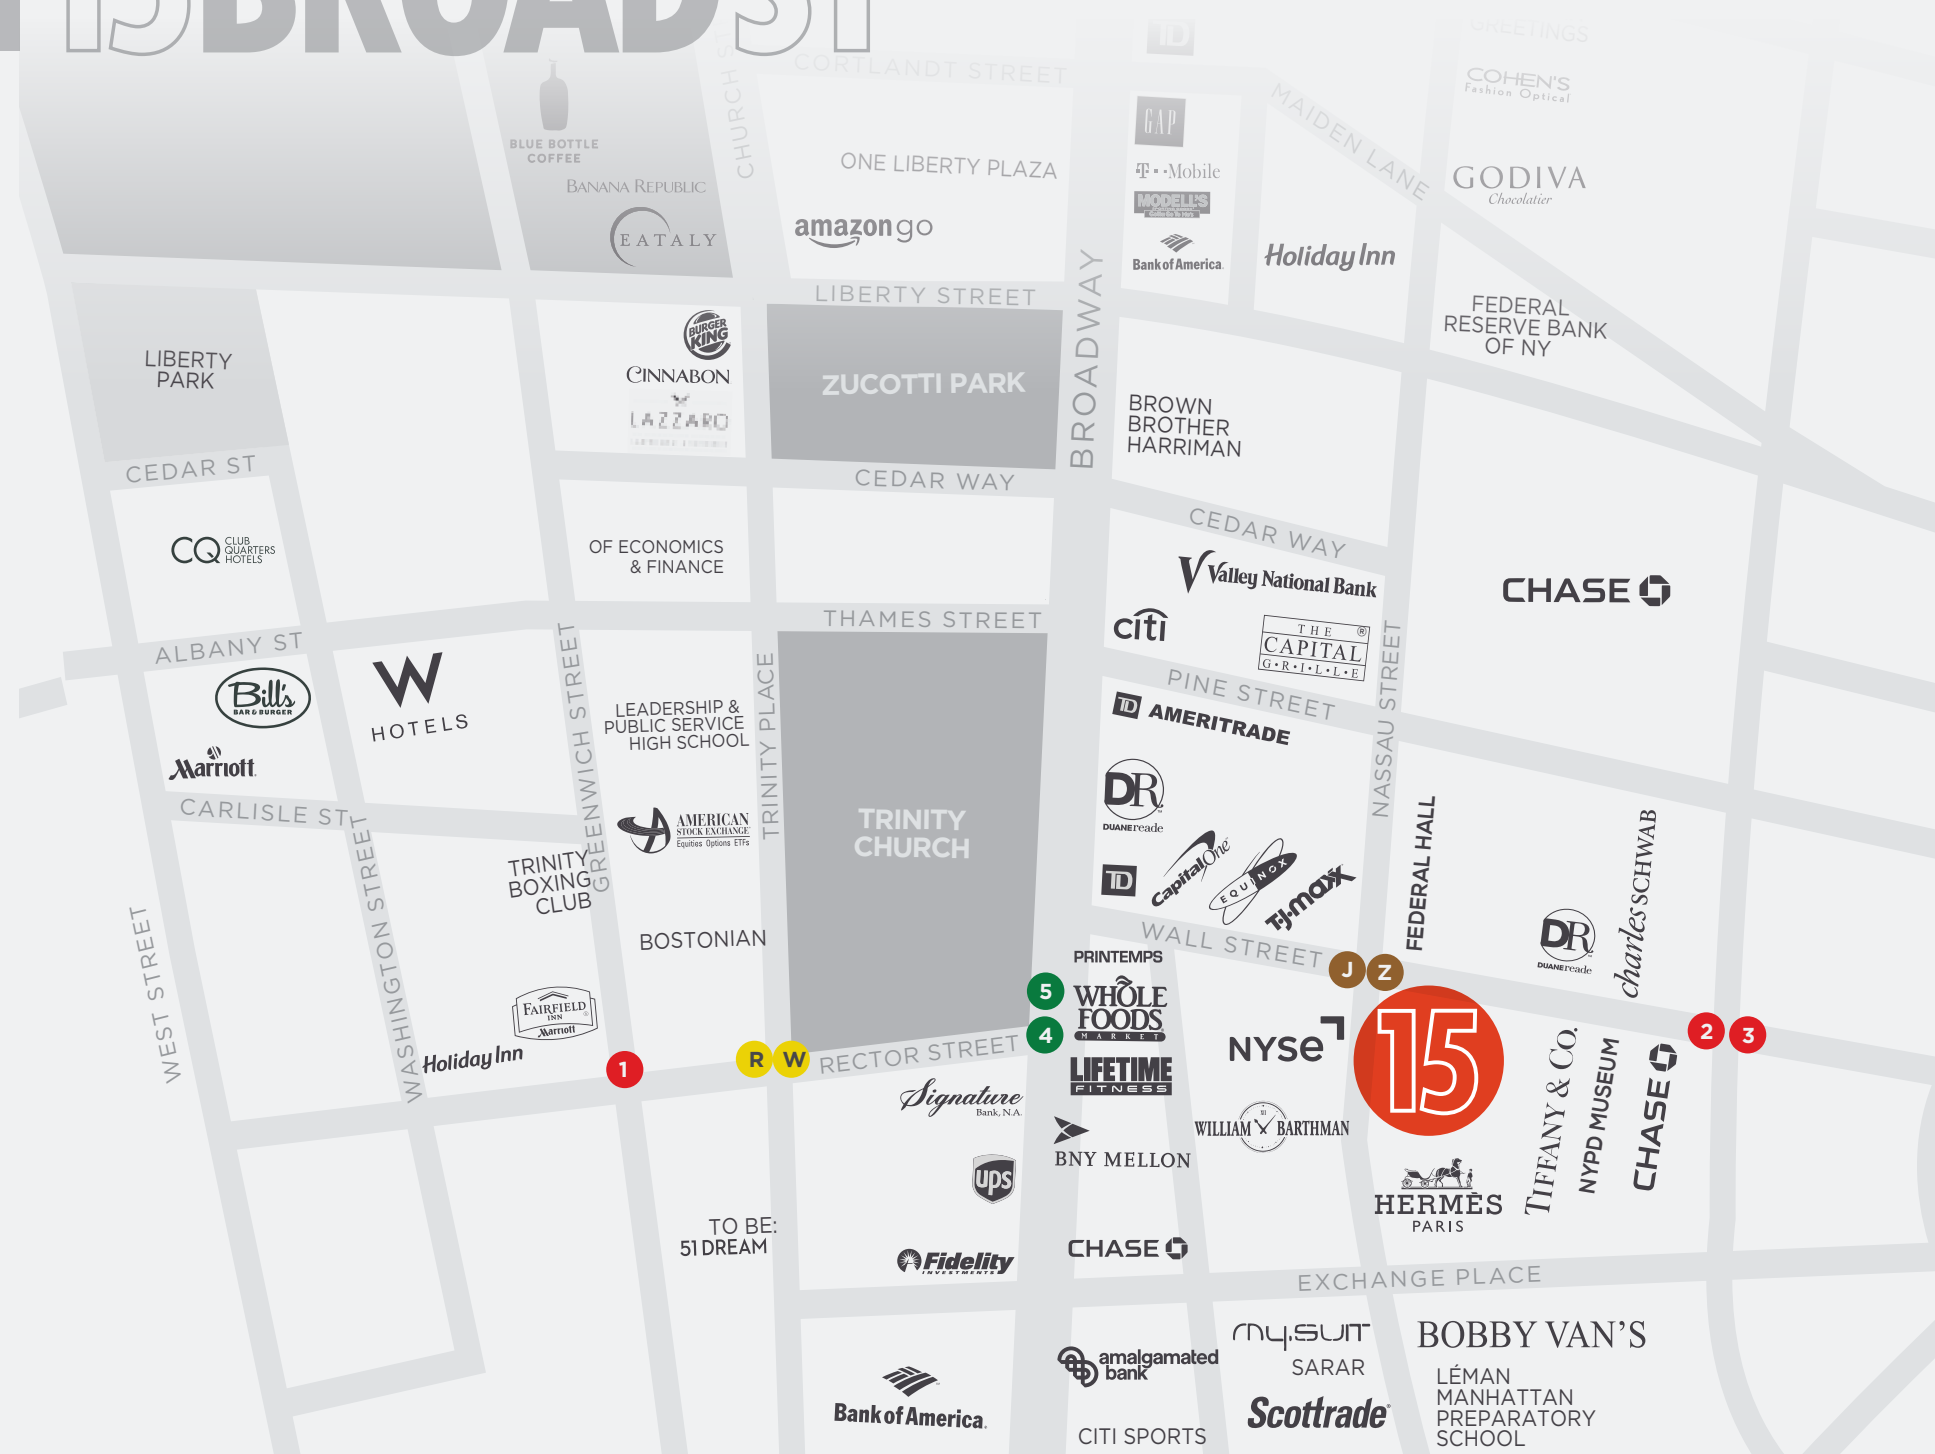 15BROADST
CHURCH ST
CORTLANDT STREET
TD
GREETINGS
COHEN'S
Fashion Optical
BLUE BOTTLE
COFFEE
BANANA REPUBLIC
EATALY
ONE LIBERTY PLAZA
amazon go
GAP
T··Mobile
MODELL'S
Bank of America.
MAIDEN LANE
GODIVA
Chocolatier
Holiday Inn
BROADWAY
LIBERTY STREET
FEDERAL
RESERVE BANK
OF NY
LIBERTY
PARK
BURGER
KING
CINNABON
LAZZARO
ZUCOTTI PARK
BROWN
BROTHER
HARRIMAN
CEDAR ST
CEDAR WAY
CEDAR WAY
CQ CLUB
QUARTERS
HOTELS
OF ECONOMICS
& FINANCE
Valley National Bank
citi
THE
CAPITAL
G·R·I·L·L·E
CHASE
THAMES STREET
ALBANY ST
Bill's
BAR & BURGER
Marriott.
W
HOTELS
GREENWICH STREET
LEADERSHIP &
PUBLIC SERVICE
HIGH SCHOOL
TRINITY PLACE
PINE STREET
NASSAU STREET
TD AMERITRADE
DR
DUANEreade
TD
CapitalOne
EQUINOX
T·J·maxx
TRINITY
CHURCH
CARLISLE ST
AMERICAN
STOCK EXCHANGE
Equities Options ETFs
TRINITY
BOXING
CLUB
BOSTONIAN
WEST STREET
WASHINGTON STREET
FAIRFIELD
INN
Marriott
Holiday Inn
1
R W
RECTOR STREET
5
4
WALL STREET
PRINTEMPS
WHOLE
FOODS
MARKET
LIFETIME
FITNESS
J Z
FEDERAL HALL
DR
DUANEreade
charles SCHWAB
2 3
NYSE
15
WILLIAM BARTHMAN
XII
TIFFANY & CO.
NYPD MUSEUM
CHASE
HERMÈS
PARIS
Signature
Bank, N.A.
BNY MELLON
ups
TO BE:
51 DREAM
Fidelity
INVESTMENTS
CHASE
EXCHANGE PLACE
Bank of America.
amalgamated
bank
CITI SPORTS
my.suit
SARAR
Scottrade
BOBBY VAN'S
LÉMAN
MANHATTAN
PREPARATORY
SCHOOL